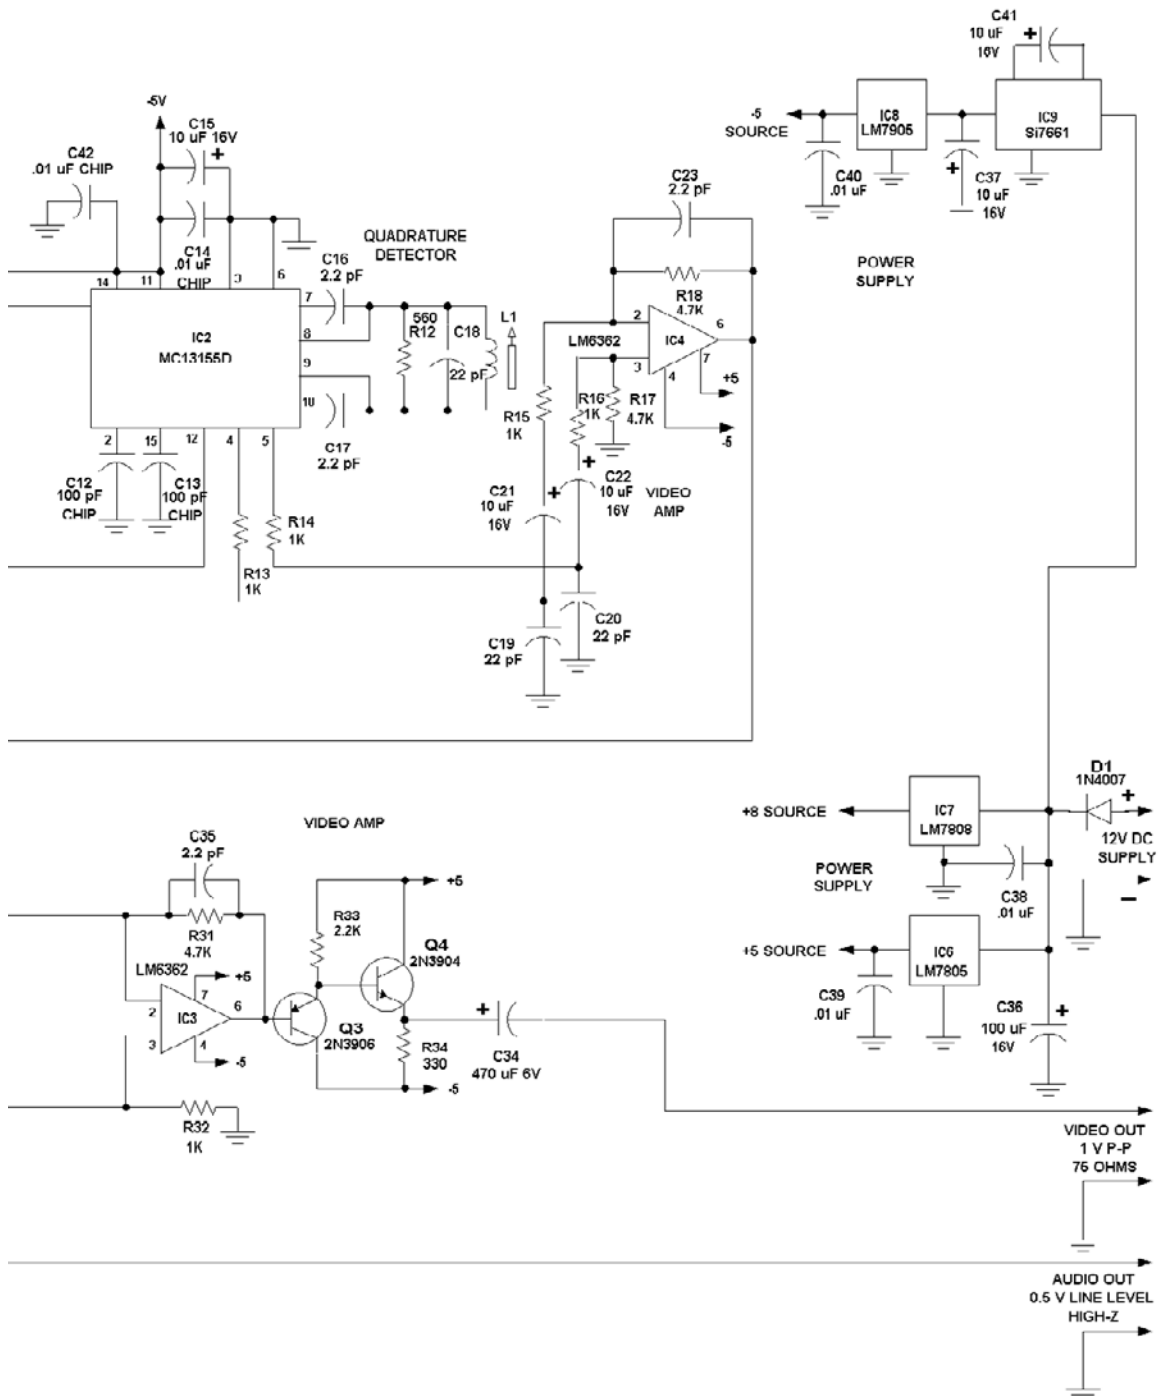 C41
10 uF
16V
+
-5
SOURCE
IC8
LM7905
IC9
Si7661
C40
.01 uF
+
C37
10 uF
16V
POWER
SUPPLY
-5V
C15
10 uF 16V
+
C42
.01 uF CHIP
C14
.01 uF
CHIP
14
11
3
6
QUADRATURE
DETECTOR
C16
2.2 pF
7
8
9
10
IC2
MC13155D
560
R12
C18
22 pF
L1
C17
2.2 pF
2
15
12
4
5
C12
100 pF
CHIP
C13
100 pF
CHIP
R14
1K
R13
1K
C23
2.2 pF
R18
4.7K
LM6362
2
3
IC4
6
7
4
+5
-5
R15
1K
R16
1K
R17
4.7K
C21
10 uF
16V
+
+
C22
10 uF
16V
VIDEO
AMP
C19
22 pF
C20
22 pF
D1
1N4007
+
12V DC
SUPPLY
–
+8 SOURCE
IC7
LM7808
POWER
SUPPLY
C38
.01 uF
+5 SOURCE
IC6
LM7805
C39
.01 uF
C36
100 uF
16V
+
VIDEO AMP
C35
2.2 pF
R31
4.7K
LM6362
+5
7
2
IC3
6
3
4
-5
R33
2.2K
+5
Q4
2N3904
Q3
2N3906
R34
330
-5
+
C34
470 uF 6V
R32
1K
VIDEO OUT
1 V P-P
75 OHMS
AUDIO OUT
0.5 V LINE LEVEL
HIGH-Z